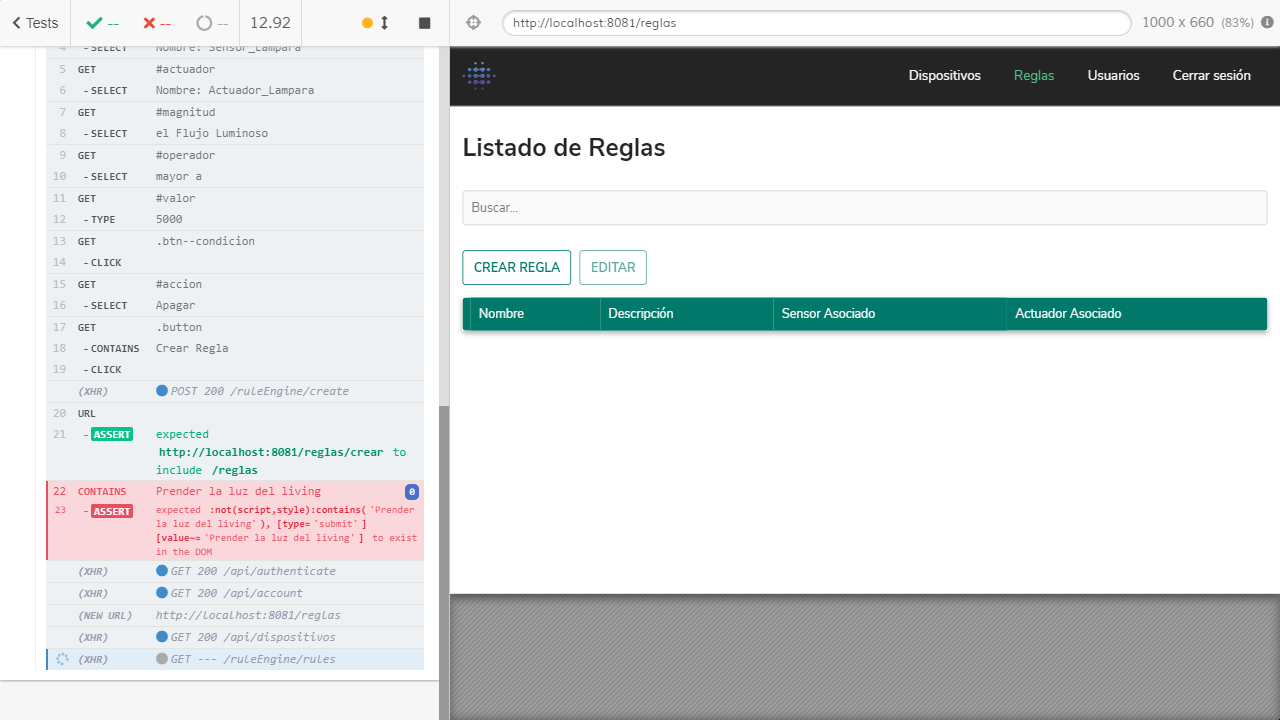 Tests
--
--
--
12.92
http://localhost:8081/reglas
1000 x 660 (83%)
4 - SELECT Nombre: Sensor_Lampara
5 GET #actuador
6 - SELECT Nombre: Actuador_Lampara
7 GET #magnitud
8 - SELECT el Flujo Luminoso
9 GET #operador
10 - SELECT mayor a
11 GET #valor
12 - TYPE 5000
13 GET .btn--condicion
14 - CLICK
15 GET #accion
16 - SELECT Apagar
17 GET .button
18 - CONTAINS Crear Regla
19 - CLICK
(XHR) POST 200 /ruleEngine/create
20 URL
21 - ASSERT expected
http://localhost:8081/reglas/crear to
include /reglas
22 CONTAINS Prender la luz del living 0
23 - ASSERT expected :not(script,style):contains('Prender
la luz del living'), [type='submit']
[value~='Prender la luz del living'] to exist
in the DOM
(XHR) GET 200 /api/authenticate
(XHR) GET 200 /api/account
(NEW URL) http://localhost:8081/reglas
(XHR) GET 200 /api/dispositivos
(XHR) GET --- /ruleEngine/rules
Dispositivos Reglas Usuarios Cerrar sesión
Listado de Reglas
Buscar...
CREAR REGLA EDITAR
Nombre Descripción Sensor Asociado Actuador Asociado